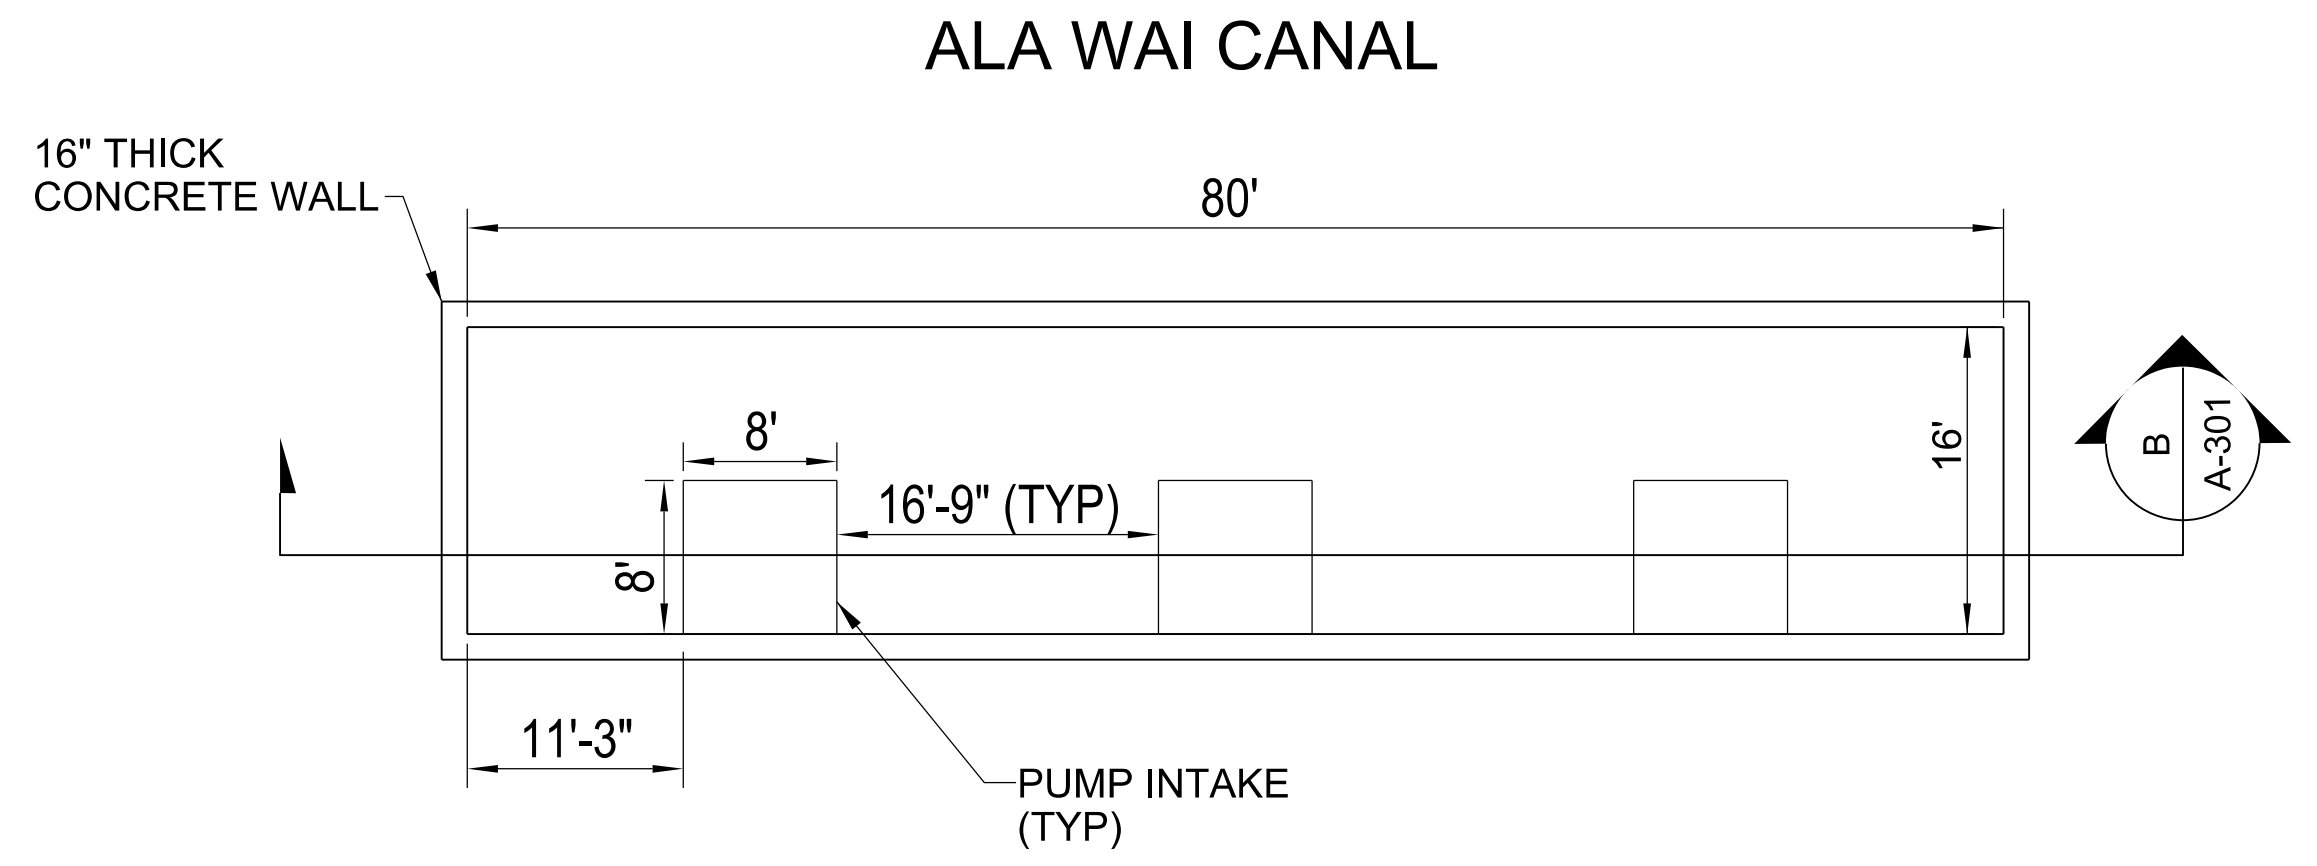 ALA WAI CANAL
16" THICK
CONCRETE WALL
80'
8'
16'-9" (TYP)
8'
16'
B
A-301
11'-3"
PUMP INTAKE
(TYP)